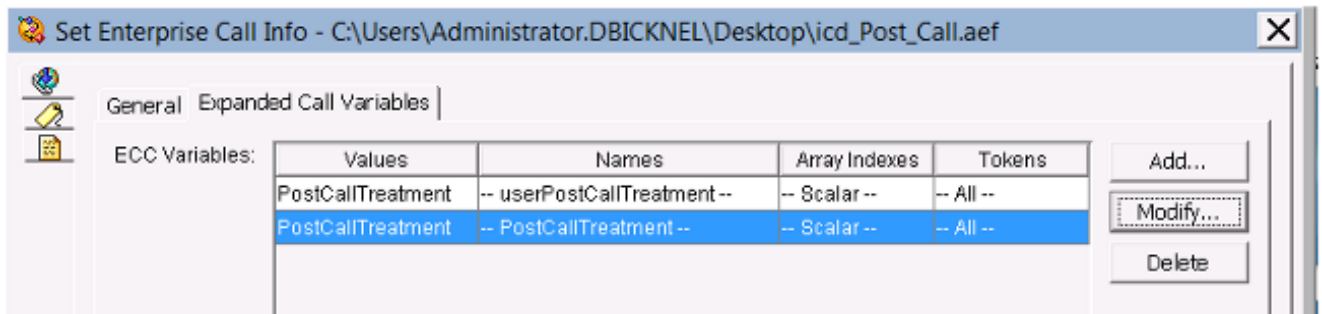 Set Enterprise Call Info - C:\Users\Administrator.DBICKNEL\Desktop\icd_Post_Call.aef
General Expanded Call Variables
ECC Variables: Values Names Array Indexes Tokens Add...
PostCallTreatment -- userPostCallTreatment -- -- Scalar -- -- All --
Modify...
PostCallTreatment -- PostCallTreatment -- -- Scalar -- -- All --
Delete